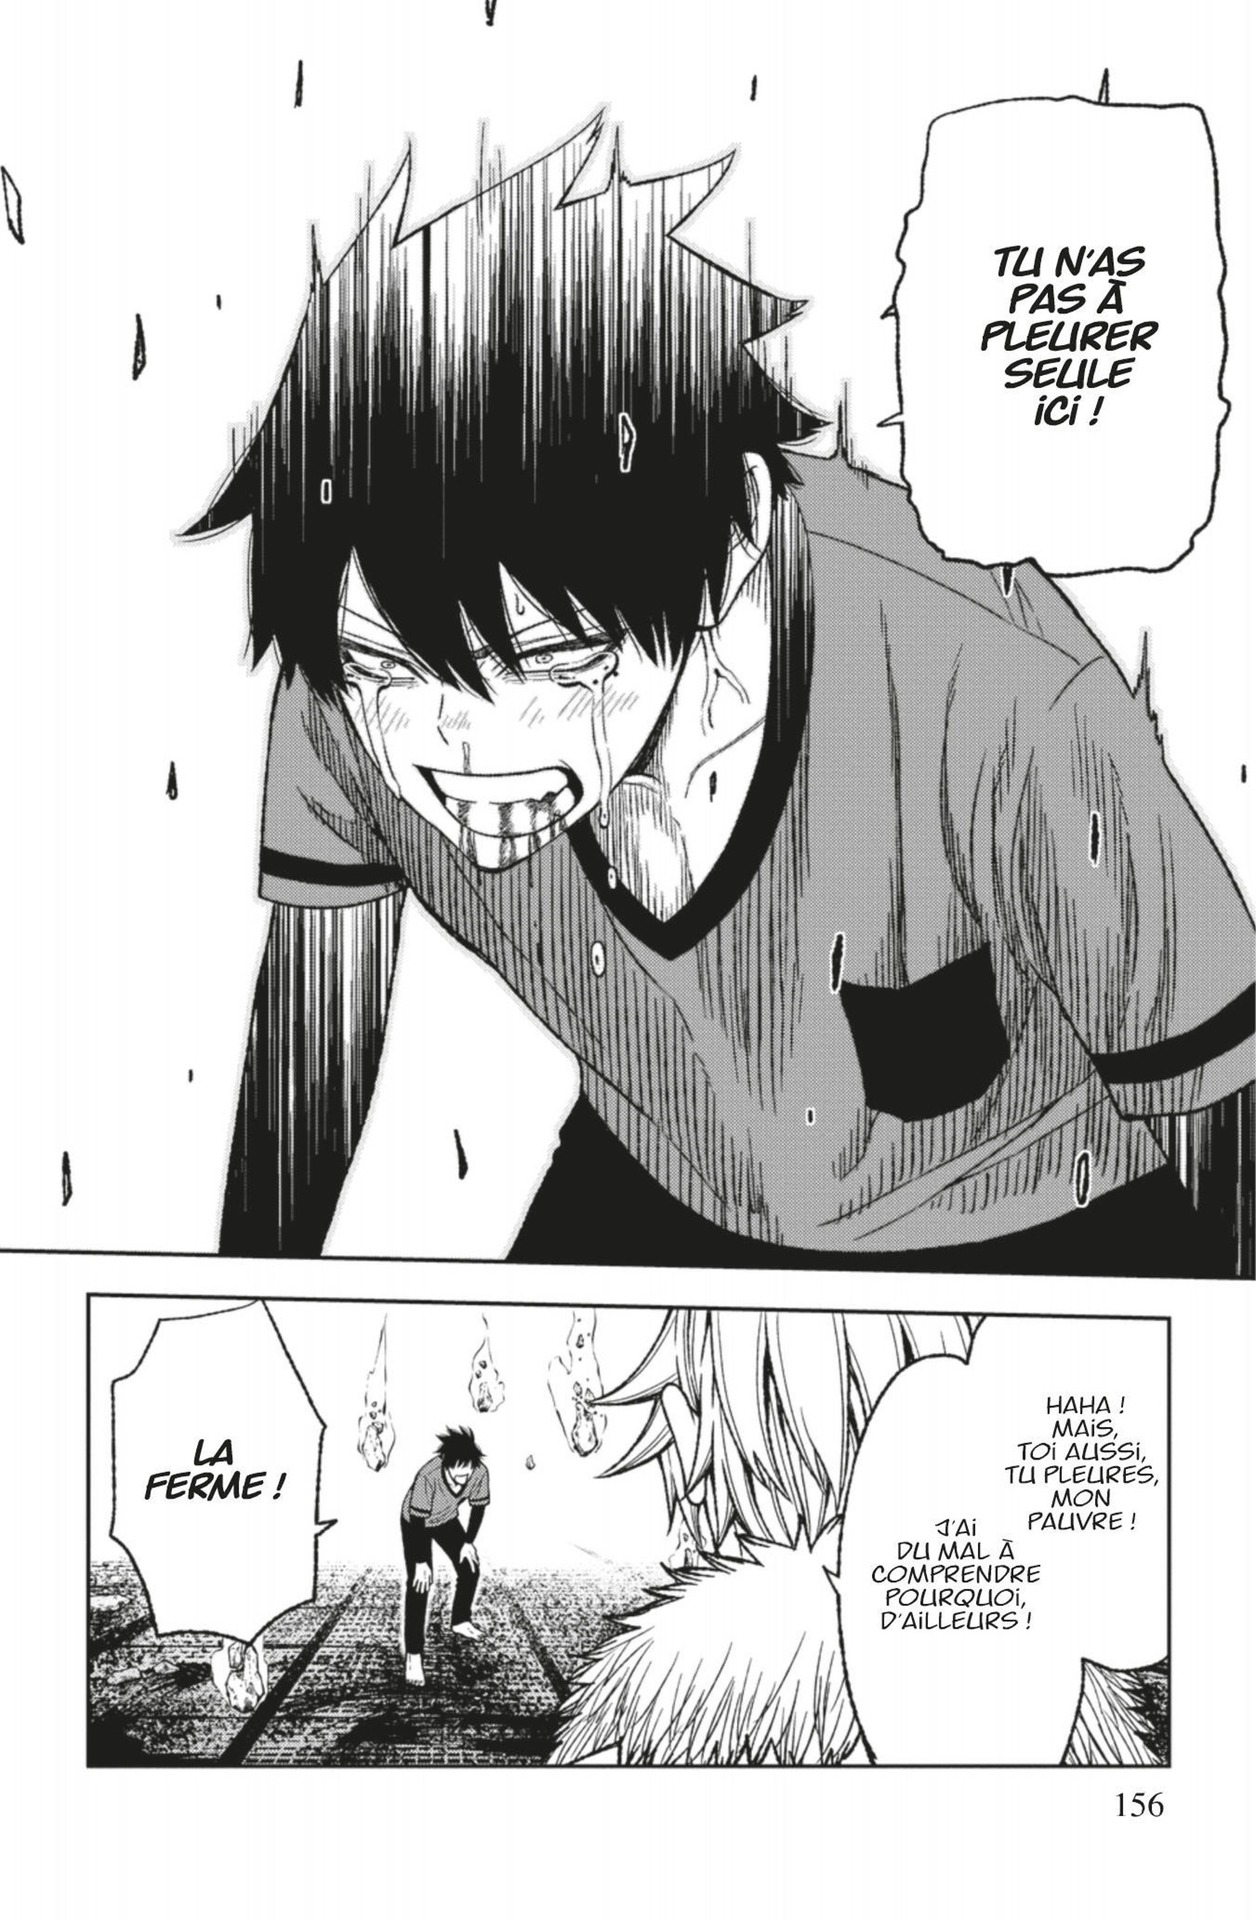 TU N'AS
PAS À
PLEURER
SEULE
iCi !
HAHA !
MAiS,
TOi AUSSi,
TU PLEURES,
MON
PAUVRE !
J'Ai
DU MAL À
COMPRENDRE
POURQUOi,
D'AiLLEURS !
LA
FERME !
156